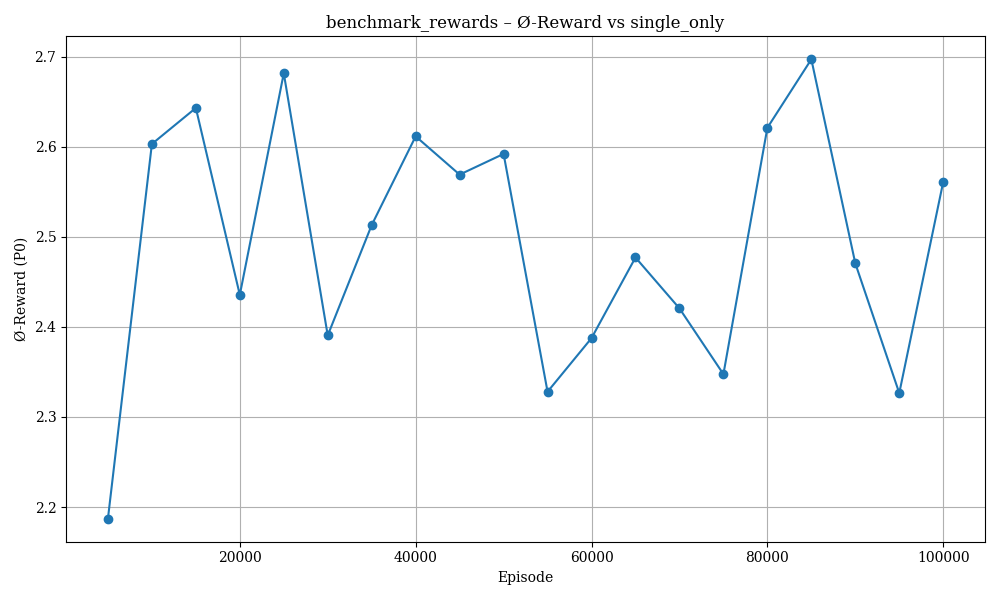 benchmark_rewards – Ø-Reward vs single_only
2.7
2.6
2.5
2.4
2.3
2.2
Ø-Reward (P0)
20000 40000 60000 80000 100000
Episode